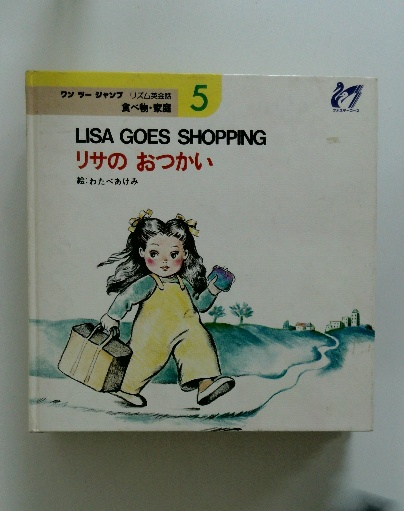 ワン ツー ジャンプ リズム英会話
食べ物・家庭
5
LISA GOES SHOPPING
リサの おつかい
絵:わたべあけみ